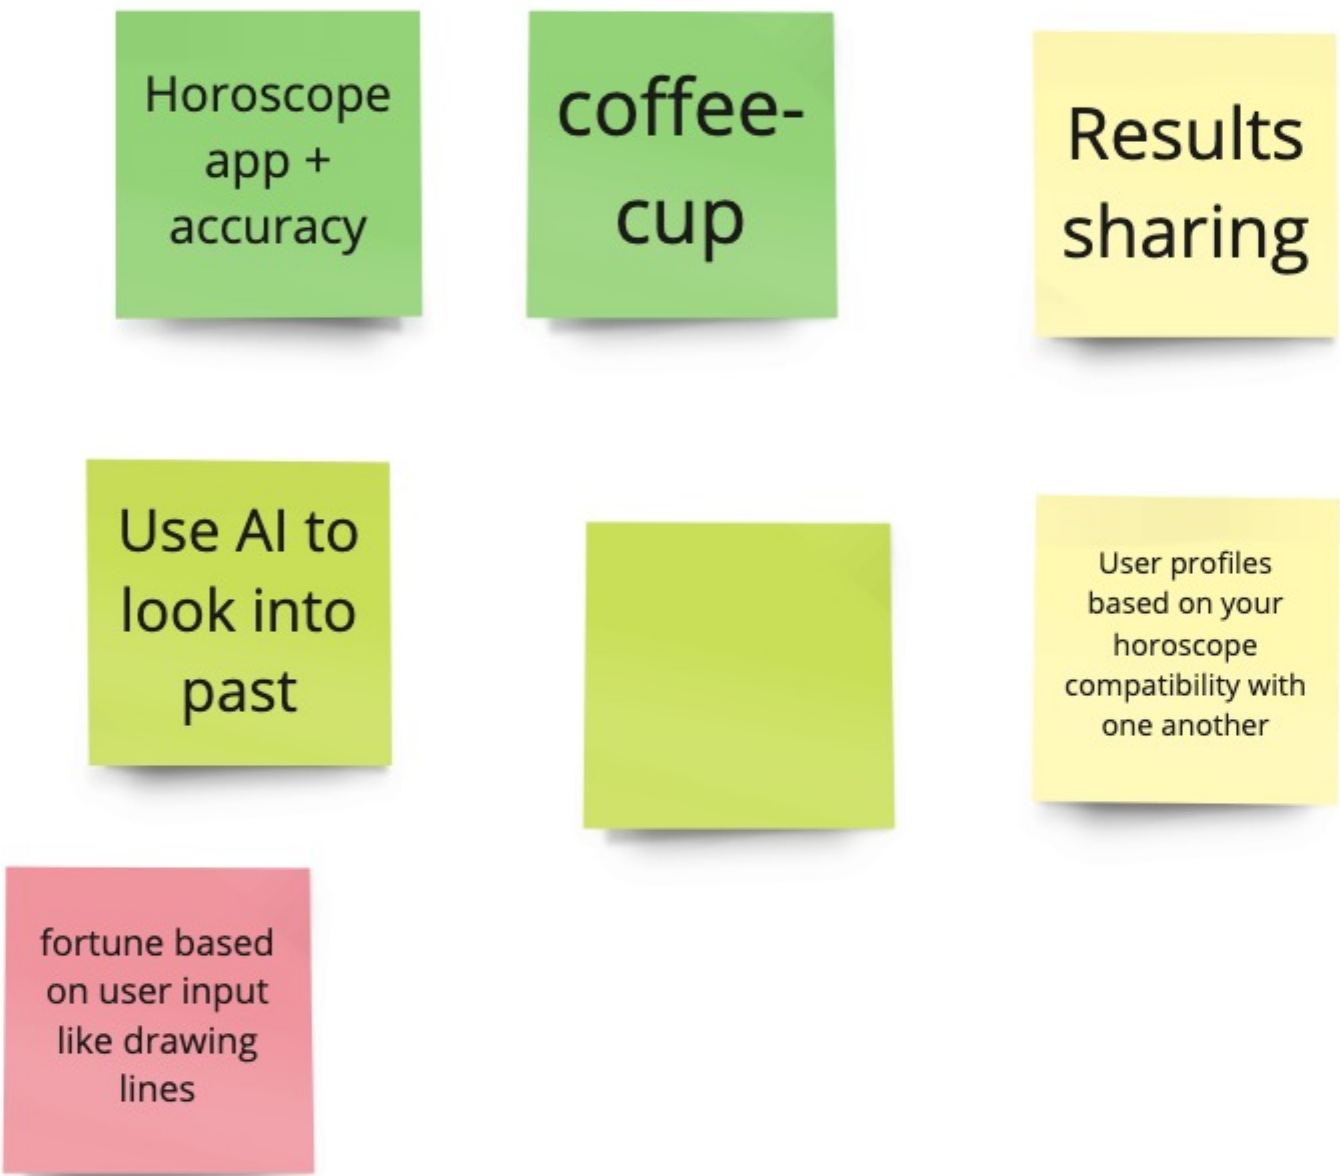 Horoscope
app +
accuracy
coffee-
cup
Results
sharing
Use AI to
look into
past
User profiles
based on your
horoscope
compatibility with
one another
fortune based
on user input
like drawing
lines